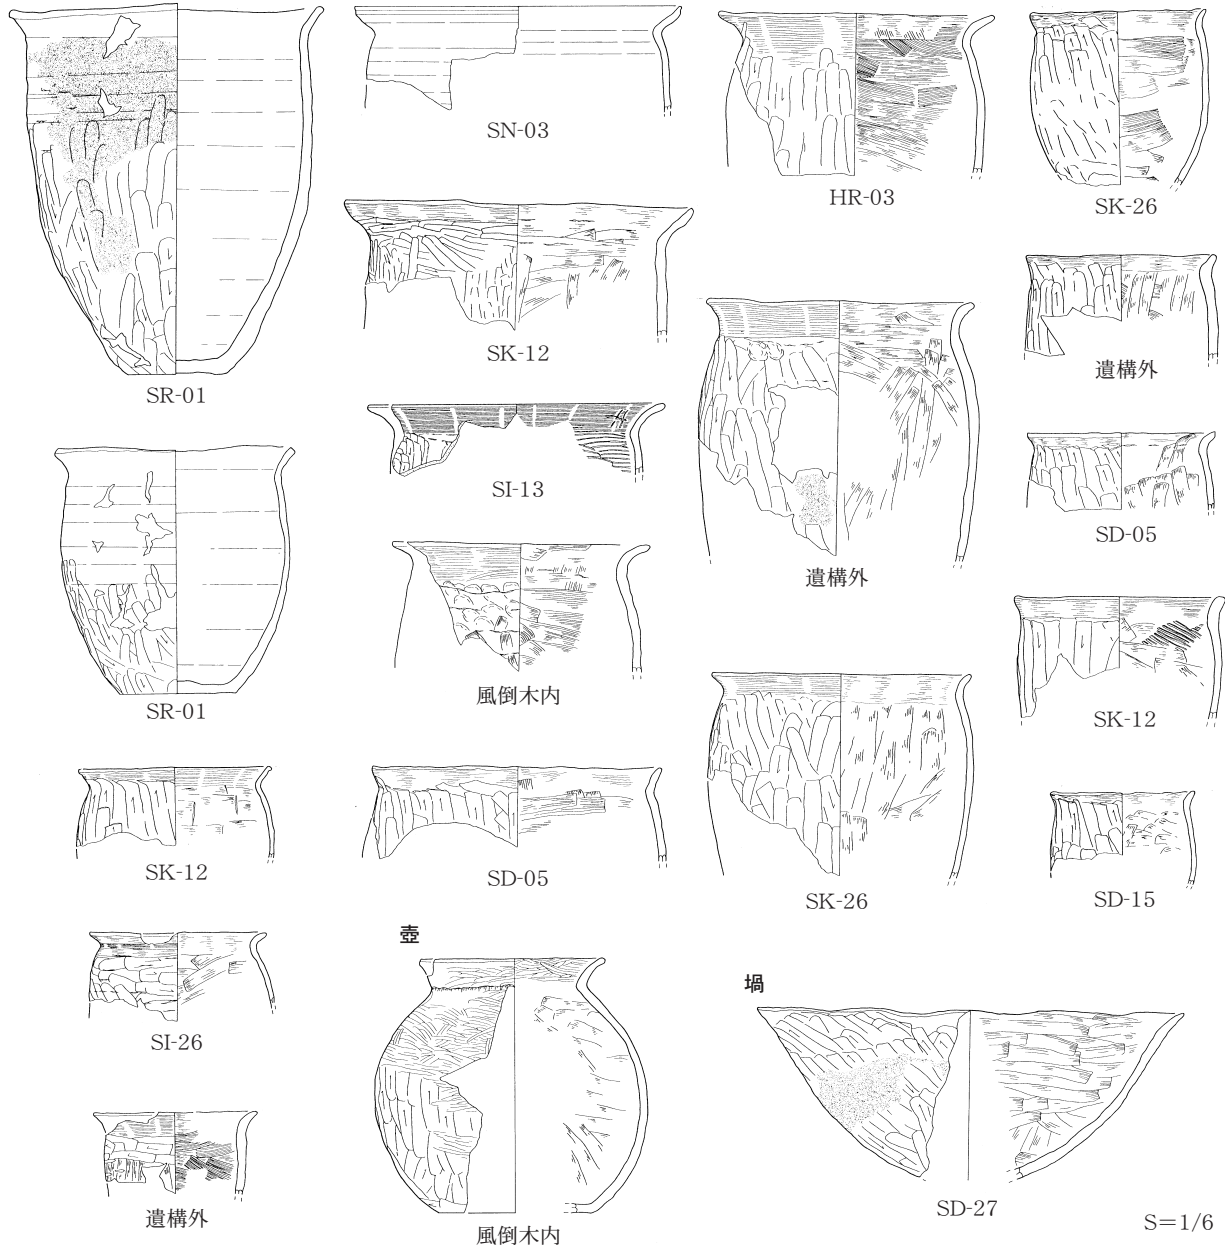 SR-01
SN-03
HR-03
SK-26
SK-12
遺構外
SI-13
SD-05
遺構外
SR-01
風倒木内
SK-12
SK-12
SD-05
SK-26
SD-15
SI-26
壺
堝
遺構外
風倒木内
SD-27
S=1/6